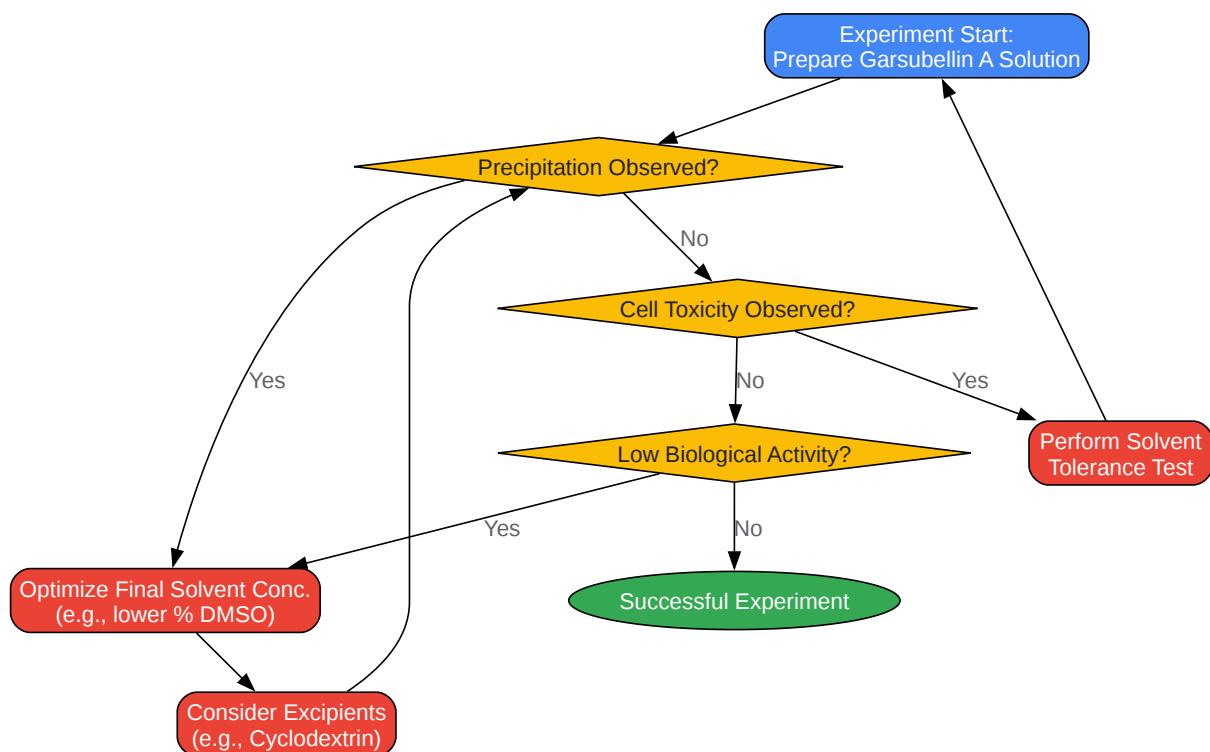 Experiment Start:
Prepare Garsubellin A Solution
Precipitation Observed?
No
Cell Toxicity Observed?
Yes
No
Yes
Perform Solvent
Tolerance Test
Low Biological Activity?
Yes
No
Optimize Final Solvent Conc.
(e.g., lower % DMSO)
Successful Experiment
Consider Excipients
(e.g., Cyclodextrin)